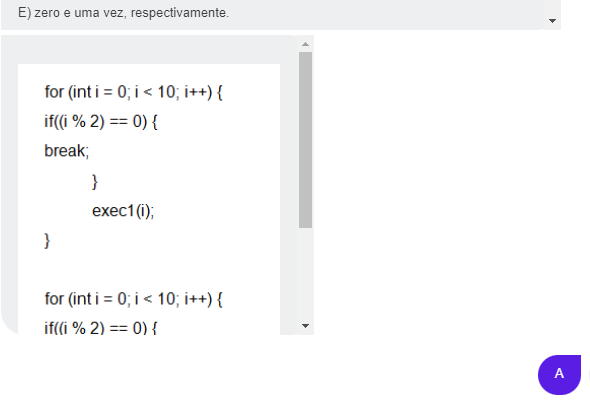 E) zero e uma vez, respectivamente.
for (int i = 0; i < 10; i++) {
if((i % 2) == 0) {
break;
}
exec1(i);
}
for (int i = 0; i < 10; i++) {
if((i % 2) == 0) {
A